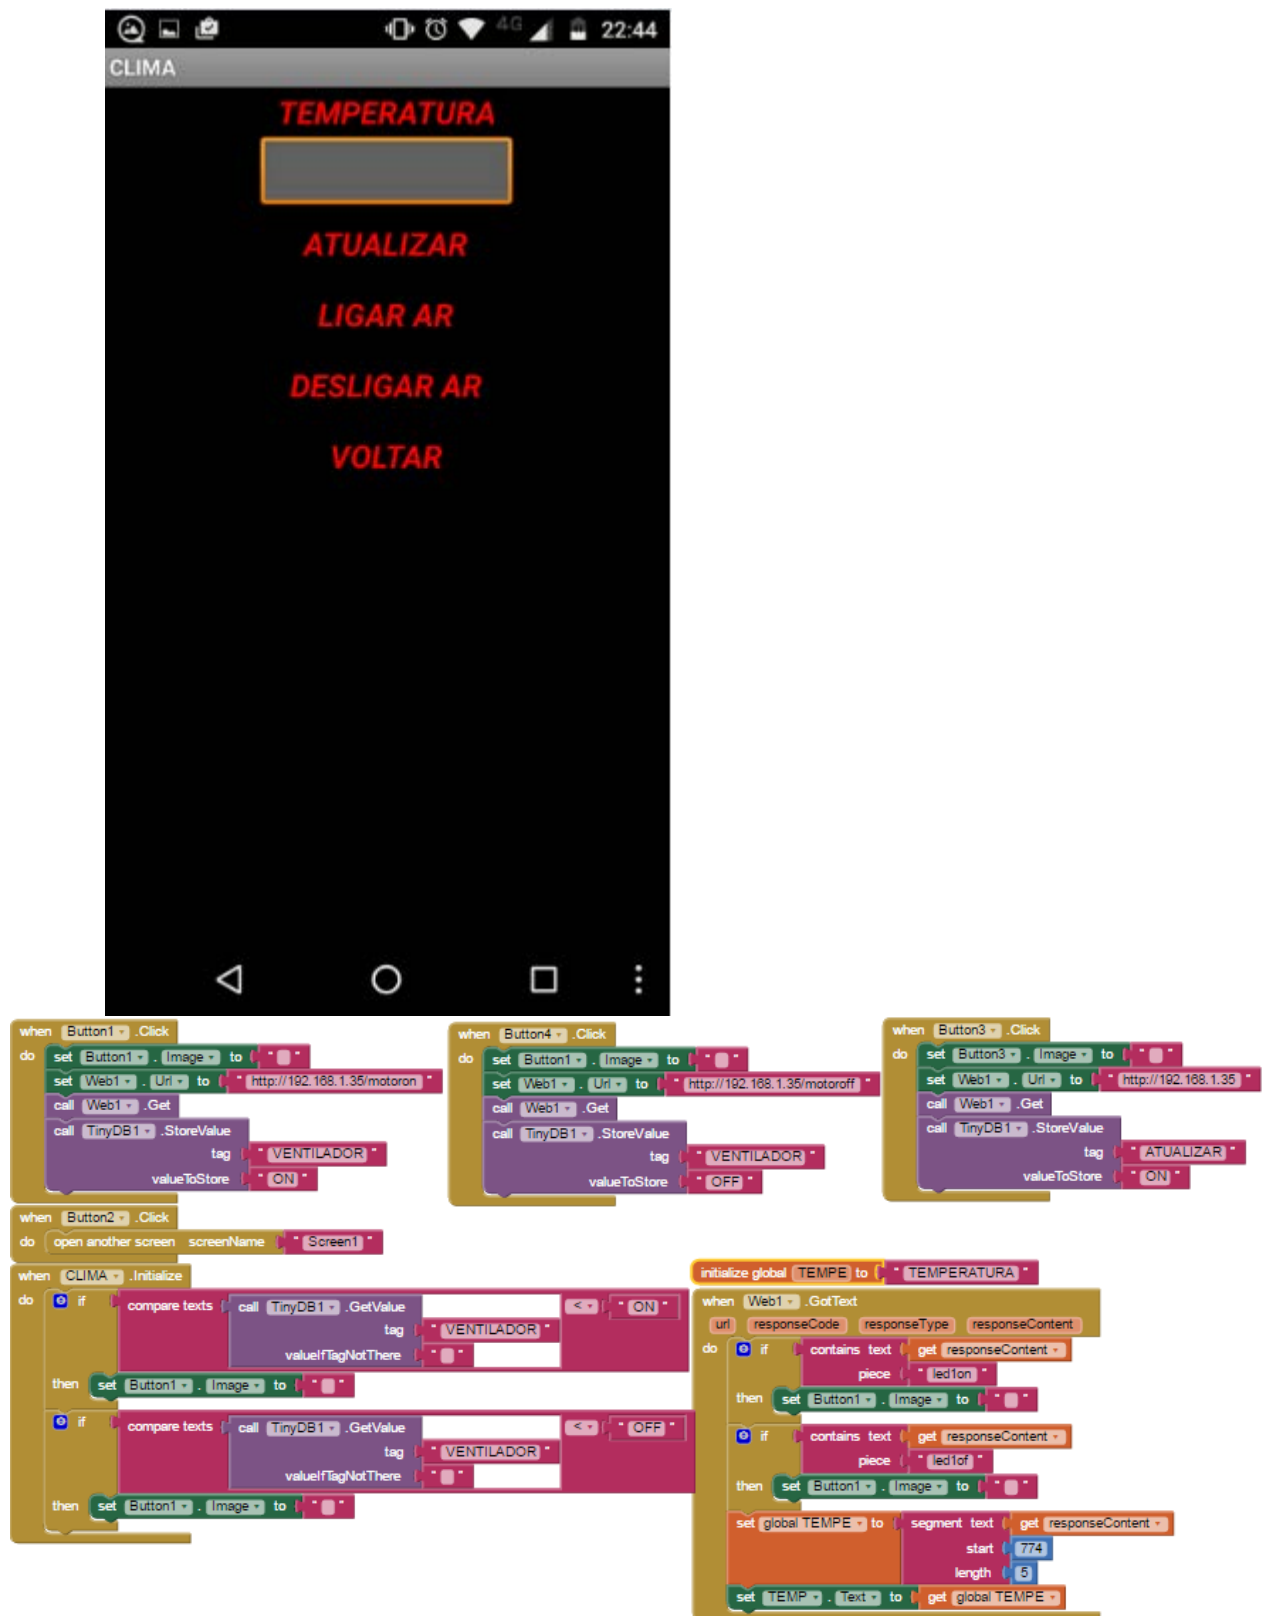 4G 22:44
CLIMA
TEMPERATURA
ATUALIZAR
LIGAR AR
DESLIGAR AR
VOLTAR
when Button1 .Click
do set Button1 . Image to " "
set Web1 . Url to " http://192.168.1.35/motoron "
call Web1 .Get
call TinyDB1 .StoreValue
tag " VENTILADOR "
valueToStore " ON "
when Button4 .Click
do set Button1 . Image to " "
set Web1 . Url to " http://192.168.1.35/motoroff "
call Web1 .Get
call TinyDB1 .StoreValue
tag " VENTILADOR "
valueToStore " OFF "
when Button3 .Click
do set Button3 . Image to " "
set Web1 . Url to " http://192.168.1.35 "
call Web1 .Get
call TinyDB1 .StoreValue
tag " ATUALIZAR "
valueToStore " ON "
when Button2 .Click
do open another screen screenName " Screen1 "
when CLIMA .Initialize
do if compare texts call TinyDB1 .GetValue < " ON "
tag " VENTILADOR "
valueIfTagNotThere " "
then set Button1 . Image to " "
if compare texts call TinyDB1 .GetValue < " OFF "
tag " VENTILADOR "
valueIfTagNotThere " "
then set Button1 . Image to " "
initialize global TEMPE to " TEMPERATURA "
when Web1 .GotText
url responseCode responseType responseContent
do if contains text get responseContent
piece " led1on "
then set Button1 . Image to " "
if contains text get responseContent
piece " led1of "
then set Button1 . Image to " "
set global TEMPE to segment text get responseContent
start 774
length 5
set TEMP . Text to get global TEMPE